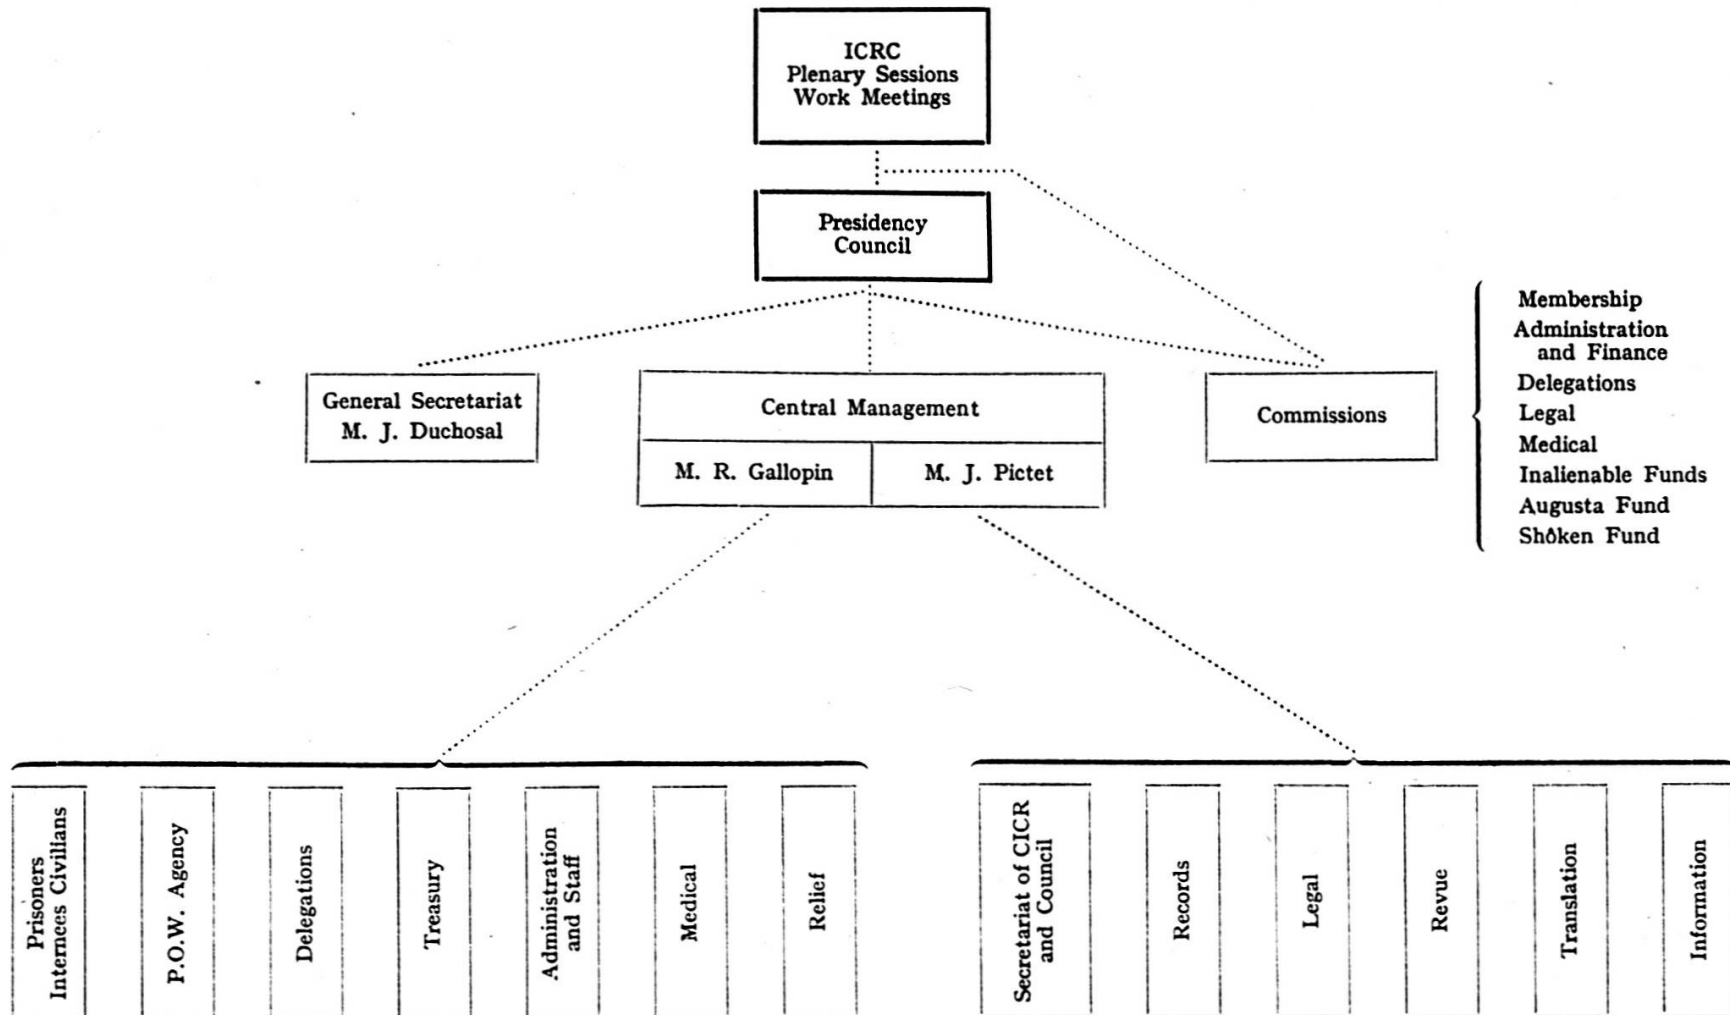 ICRC
Plenary Sessions
Work Meetings
Presidency
Council
General Secretariat
M. J. Duchosal
Central Management
M. R. Gallopin
M. J. Pictet
Commissions
Membership
Administration
and Finance
Delegations
Legal
Medical
Inalienable Funds
Augusta Fund
Shôken Fund
Prisoners
Internees Civilians
P.O.W. Agency
Delegations
Treasury
Administration
and Staff
Medical
Relief
Secretariat of CICR
and Council
Records
Legal
Revue
Translation
Information